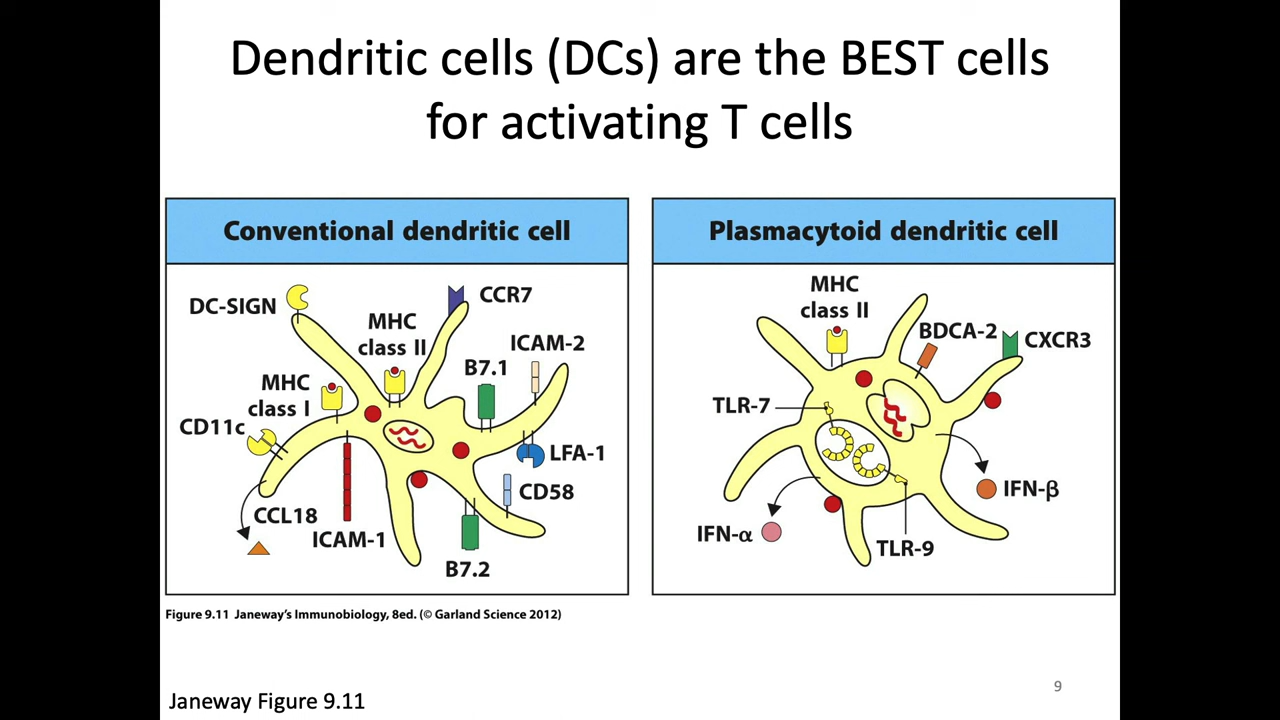 Dendritic cells (DCs) are the BEST cells
for activating T cells
Conventional dendritic cell
DC-SIGN
CCR7
MHC
class II
ICAM-2
B7.1
MHC
class I
CD11c
LFA-1
CD58
CCL18
ICAM-1
B7.2
Plasmacytoid dendritic cell
MHC
class II
BDCA-2
CXCR3
TLR-7
IFN-β
IFN-α
TLR-9
Figure 9.11 Janeway's Immunobiology, 8ed. (© Garland Science 2012)
9
Janeway Figure 9.11